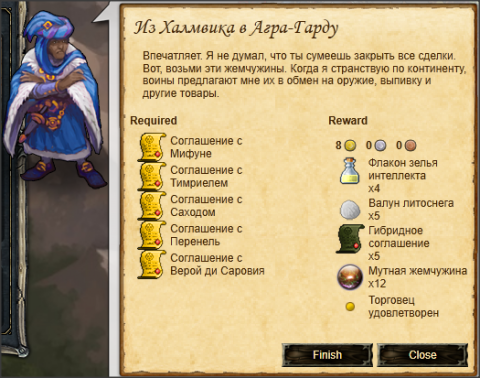 Из Халмвика в Агра-Гарду
Впечатляет. Я не думал, что ты сумеешь закрыть все сделки.
Вот, возьми эти жемчужины. Когда я странствую по континенту,
воины предлагают мне их в обмен на оружие, выпивку и
другие товары.
Required
Соглашение с
Мифуне
Соглашение с
Тимриелем
Соглашение с
Саходом
Соглашение с
Перенель
Соглашение с
Верой ди Саровия
Reward
8 0 0
Флакон зелья
интеллекта
x4
Валун литоснега
x5
Гибридное
соглашение
x5
Мутная жемчужина
x12
Торговец
удовлетворен
Finish
Close